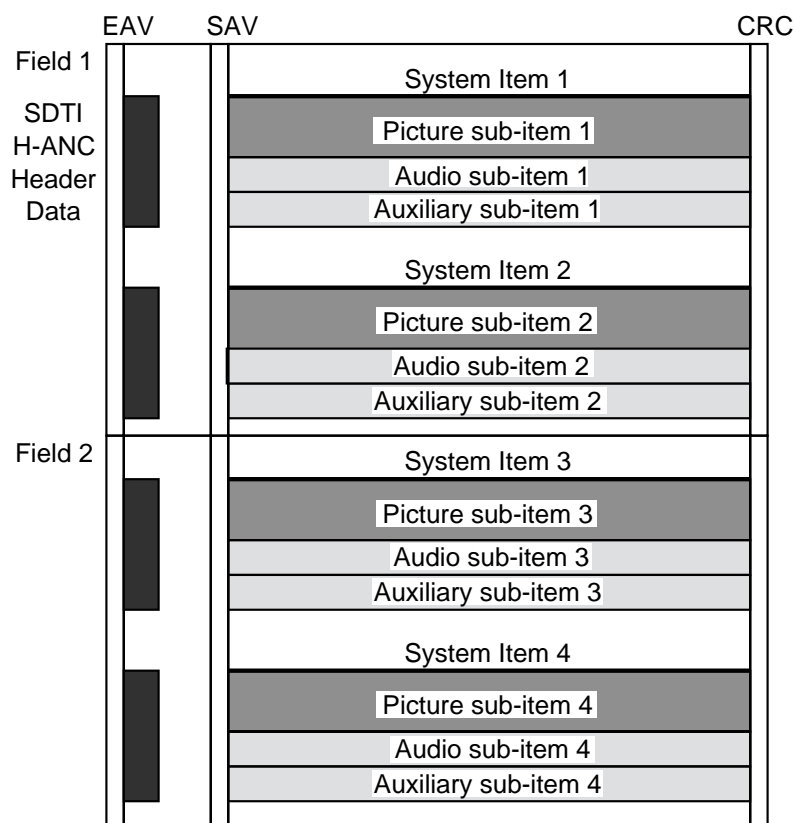 EAV SAV CRC
Field 1
System Item 1
SDTI
H-ANC
Header
Data
Picture sub-item 1
Audio sub-item 1
Auxiliary sub-item 1
System Item 2
Picture sub-item 2
Audio sub-item 2
Auxiliary sub-item 2
Field 2
System Item 3
Picture sub-item 3
Audio sub-item 3
Auxiliary sub-item 3
System Item 4
Picture sub-item 4
Audio sub-item 4
Auxiliary sub-item 4